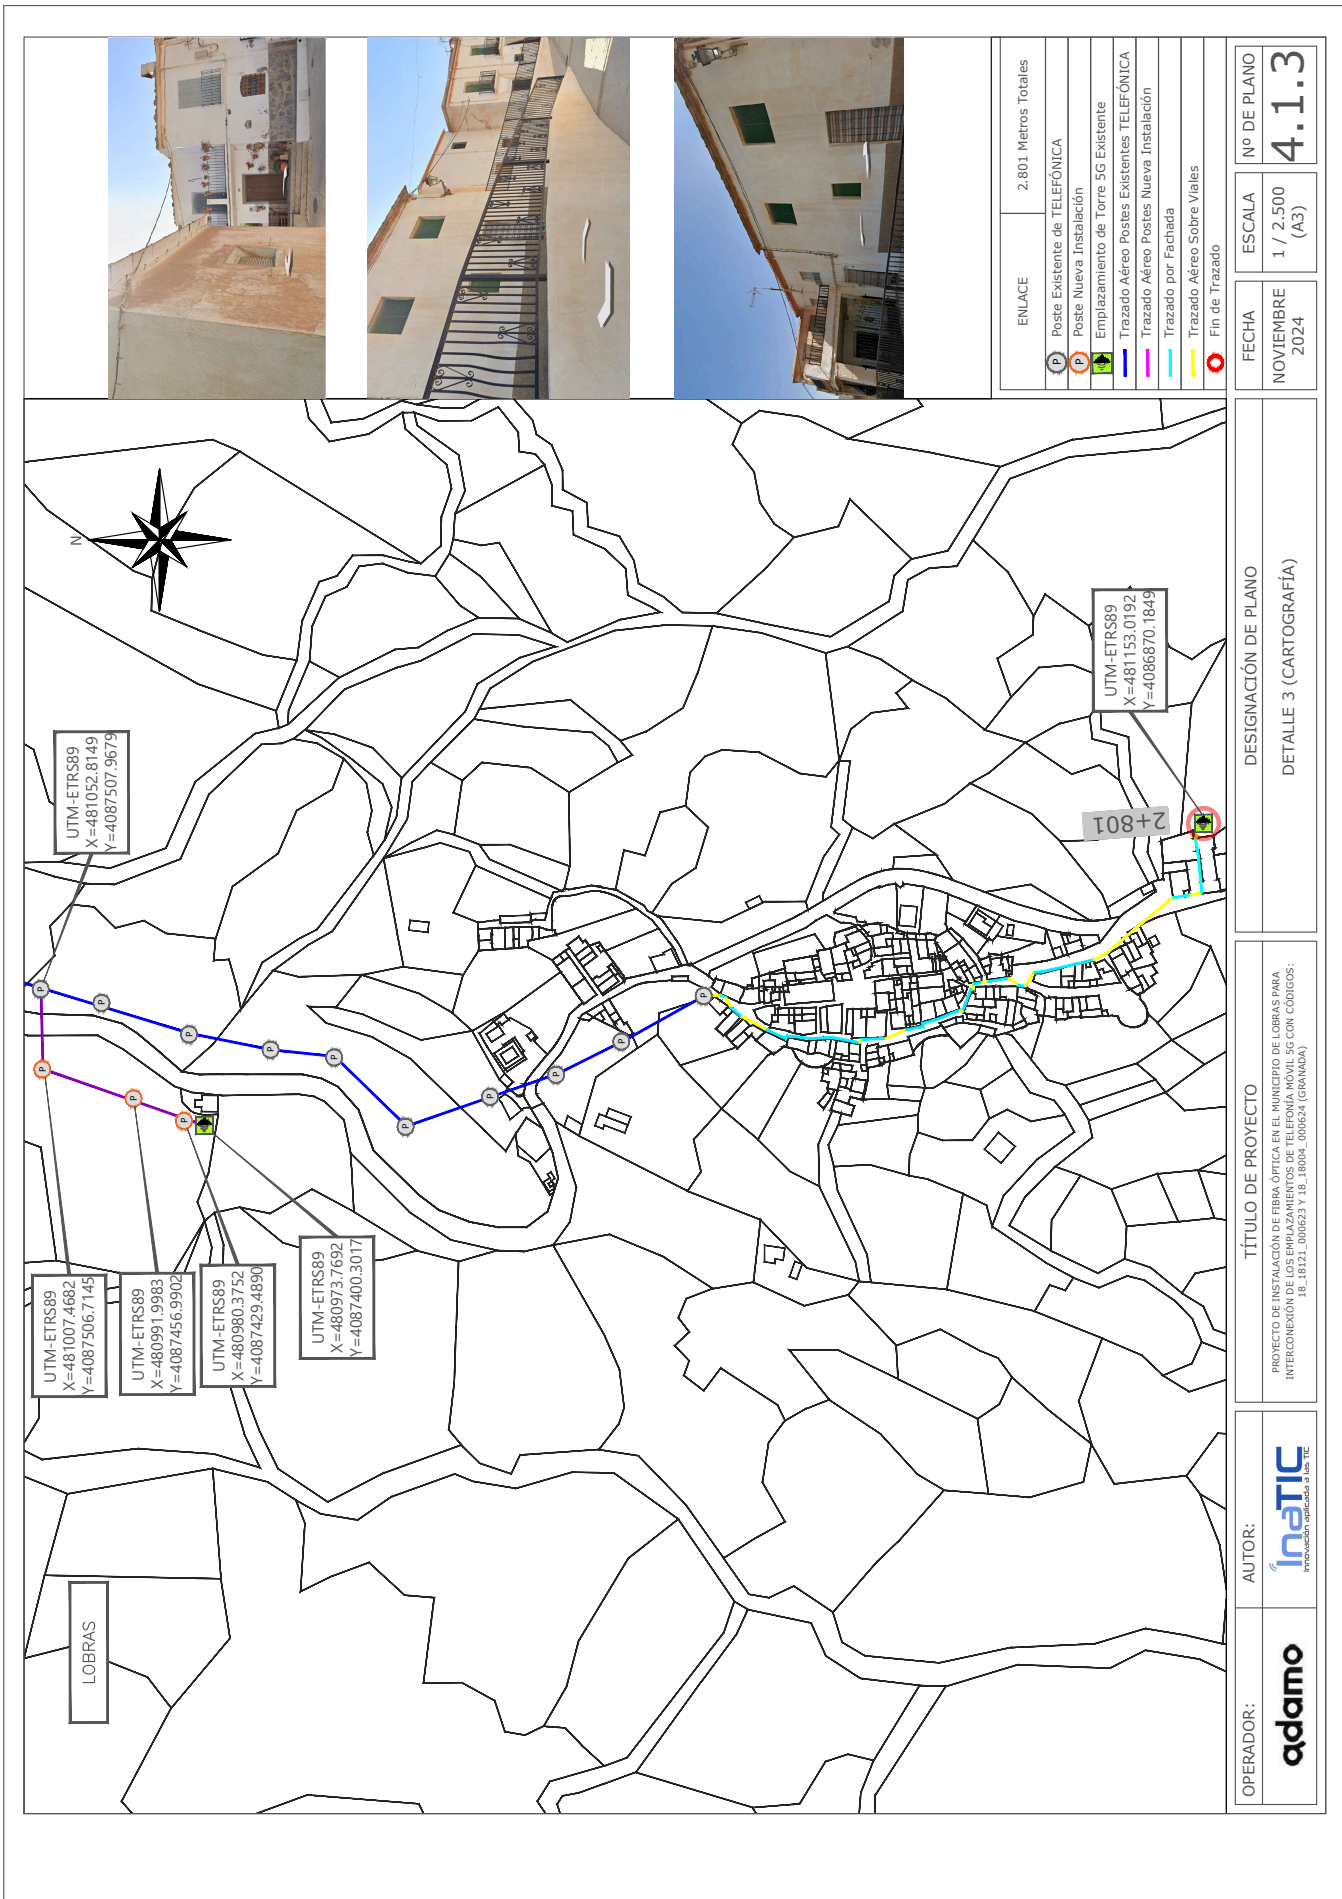 LOBRAS
N
UTM-ETRS89
X=481007.4682
Y=4087506.7145
UTM-ETRS89
X=480991.9983
Y=4087456.9902
UTM-ETRS89
X=480980.3752
Y=4087429.4890
UTM-ETRS89
X=480973.7692
Y=4087400.3017
UTM-ETRS89
X=481052.8149
Y=4087507.9679
UTM-ETRS89
X=481153.0192
Y=4086870.1849
2+801
P
P
P
P
P
P
P
P
P
P
P
P
P
ENLACE
2.801 Metros Totales
P
Poste Existente de TELEFÓNICA
P
Poste Nueva Instalación
Emplazamiento de Torre 5G Existente
Trazado Aéreo Postes Existentes TELEFÓNICA
Trazado Aéreo Postes Nueva Instalación
Trazado por Fachada
Trazado Aéreo Sobre Viales
Fin de Trazado
OPERADOR:
adamo
AUTOR:
inaTIC
Innovación aplicada a las TIC
TÍTULO DE PROYECTO
PROYECTO DE INSTALACIÓN DE FIBRA ÓPTICA EN EL MUNICIPIO DE LOBRAS PARA
INTERCONEXIÓN DE LOS EMPLAZAMIENTOS DE TELEFONÍA MÓVIL 5G CON CÓDIGOS:
18_18121_000623 Y 18_18004_000624 (GRANADA)
DESIGNACIÓN DE PLANO
DETALLE 3 (CARTOGRAFÍA)
FECHA
NOVIEMBRE
2024
ESCALA
1 / 2.500
(A3)
Nº DE PLANO
4.1.3